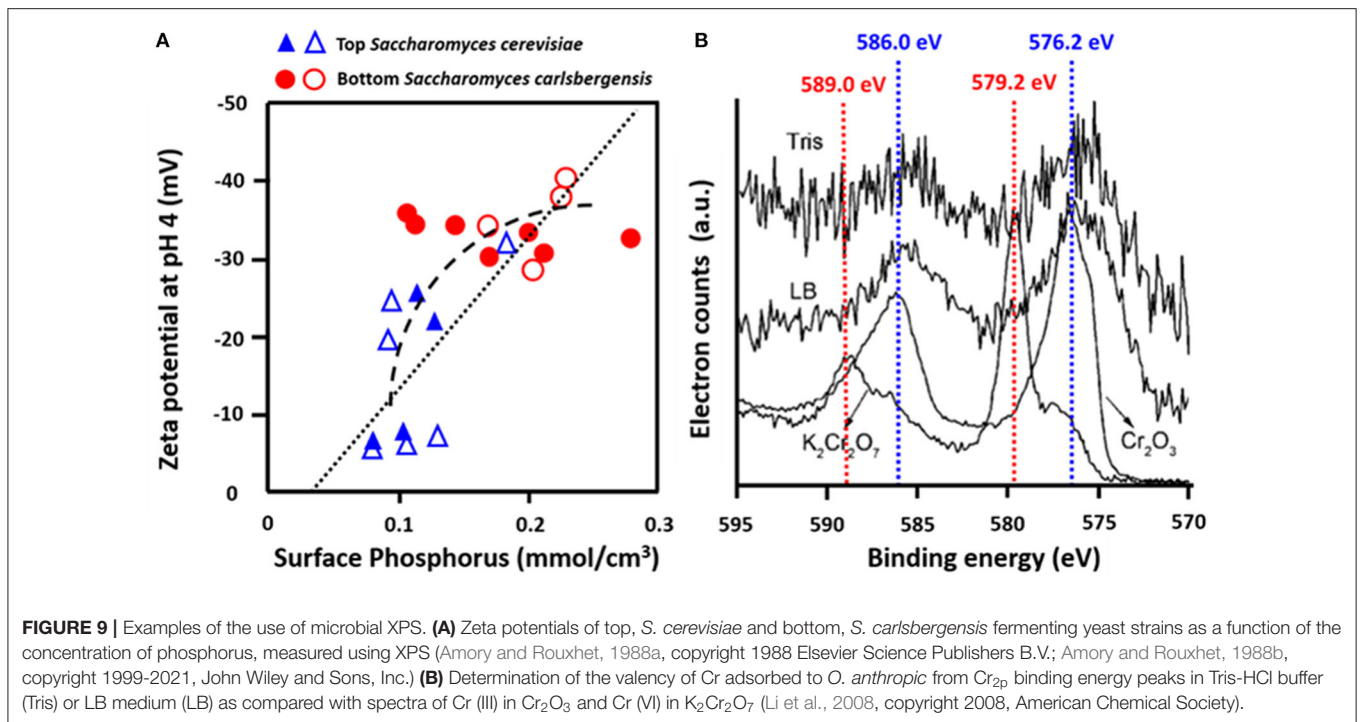 A
Top Saccharomyces cerevisiae
Bottom Saccharomyces carlsbergensis
Zeta potential at pH 4 (mV)
-50
-40
-30
-20
-10
0
0 0.1 0.2 0.3
Surface Phosphorus (mmol/cm³)
B
586.0 eV 576.2 eV
589.0 eV 579.2 eV
Electron counts (a.u.)
Tris
LB
K₂Cr₂O₇
Cr₂O₃
595 590 585 580 575 570
Binding energy (eV)
FIGURE 9 | Examples of the use of microbial XPS. (A) Zeta potentials of top, S. cerevisiae and bottom, S. carlsbergensis fermenting yeast strains as a function of the
concentration of phosphorus, measured using XPS (Amory and Rouxhet, 1988a, copyright 1988 Elsevier Science Publishers B.V.; Amory and Rouxhet, 1988b,
copyright 1999-2021, John Wiley and Sons, Inc.) (B) Determination of the valency of Cr adsorbed to O. anthropic from Cr₂ₚ binding energy peaks in Tris-HCl buffer
(Tris) or LB medium (LB) as compared with spectra of Cr (III) in Cr₂O₃ and Cr (VI) in K₂Cr₂O₇ (Li et al., 2008, copyright 2008, American Chemical Society).